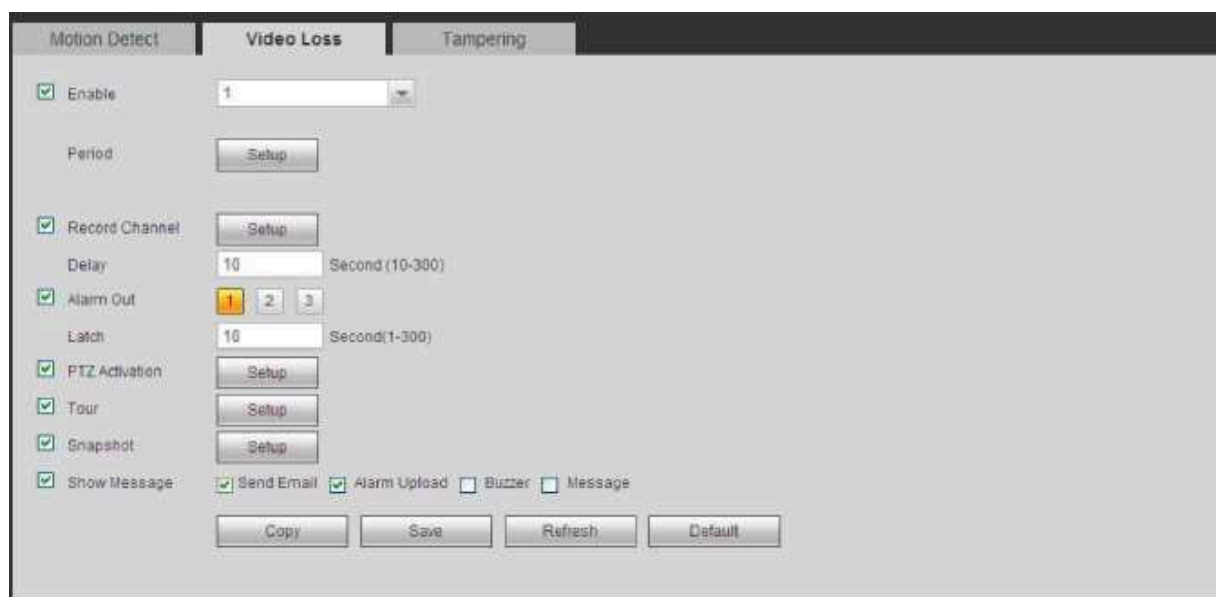 Motion Detect Video Loss Tampering
Enable 1
Period Setup
Record Channel Setup
Delay 10 Second (10-300)
Alarm Out 1 2 3
Latch 10 Second(1-300)
PTZ Activation Setup
Tour Setup
Snapshot Setup
Show Message Send Email Alarm Upload Buzzer Message
Copy Save Refresh Default